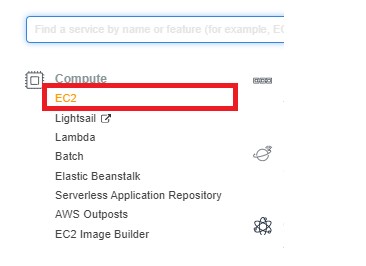 Find a service by name or feature (for example, EC
Compute
EC2
Lightsail
Lambda
Batch
Elastic Beanstalk
Serverless Application Repository
AWS Outposts
EC2 Image Builder